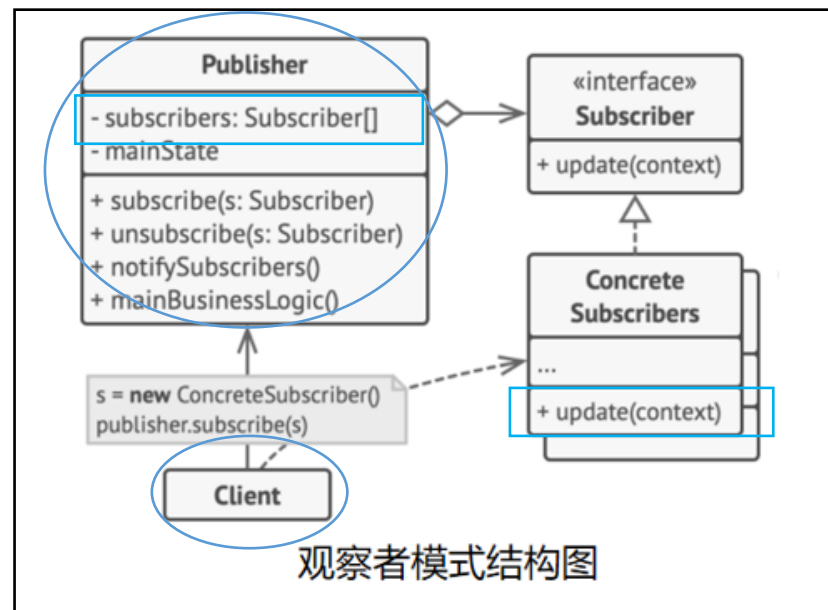 Publisher
- subscribers: Subscriber[]
- mainState
+ subscribe(s: Subscriber)
+ unsubscribe(s: Subscriber)
+ notifySubscribers()
+ mainBusinessLogic()
«interface»
Subscriber
+ update(context)
Concrete
Subscribers
...
+ update(context)
s = new ConcreteSubscriber()
publisher.subscribe(s)
Client
观察者模式结构图